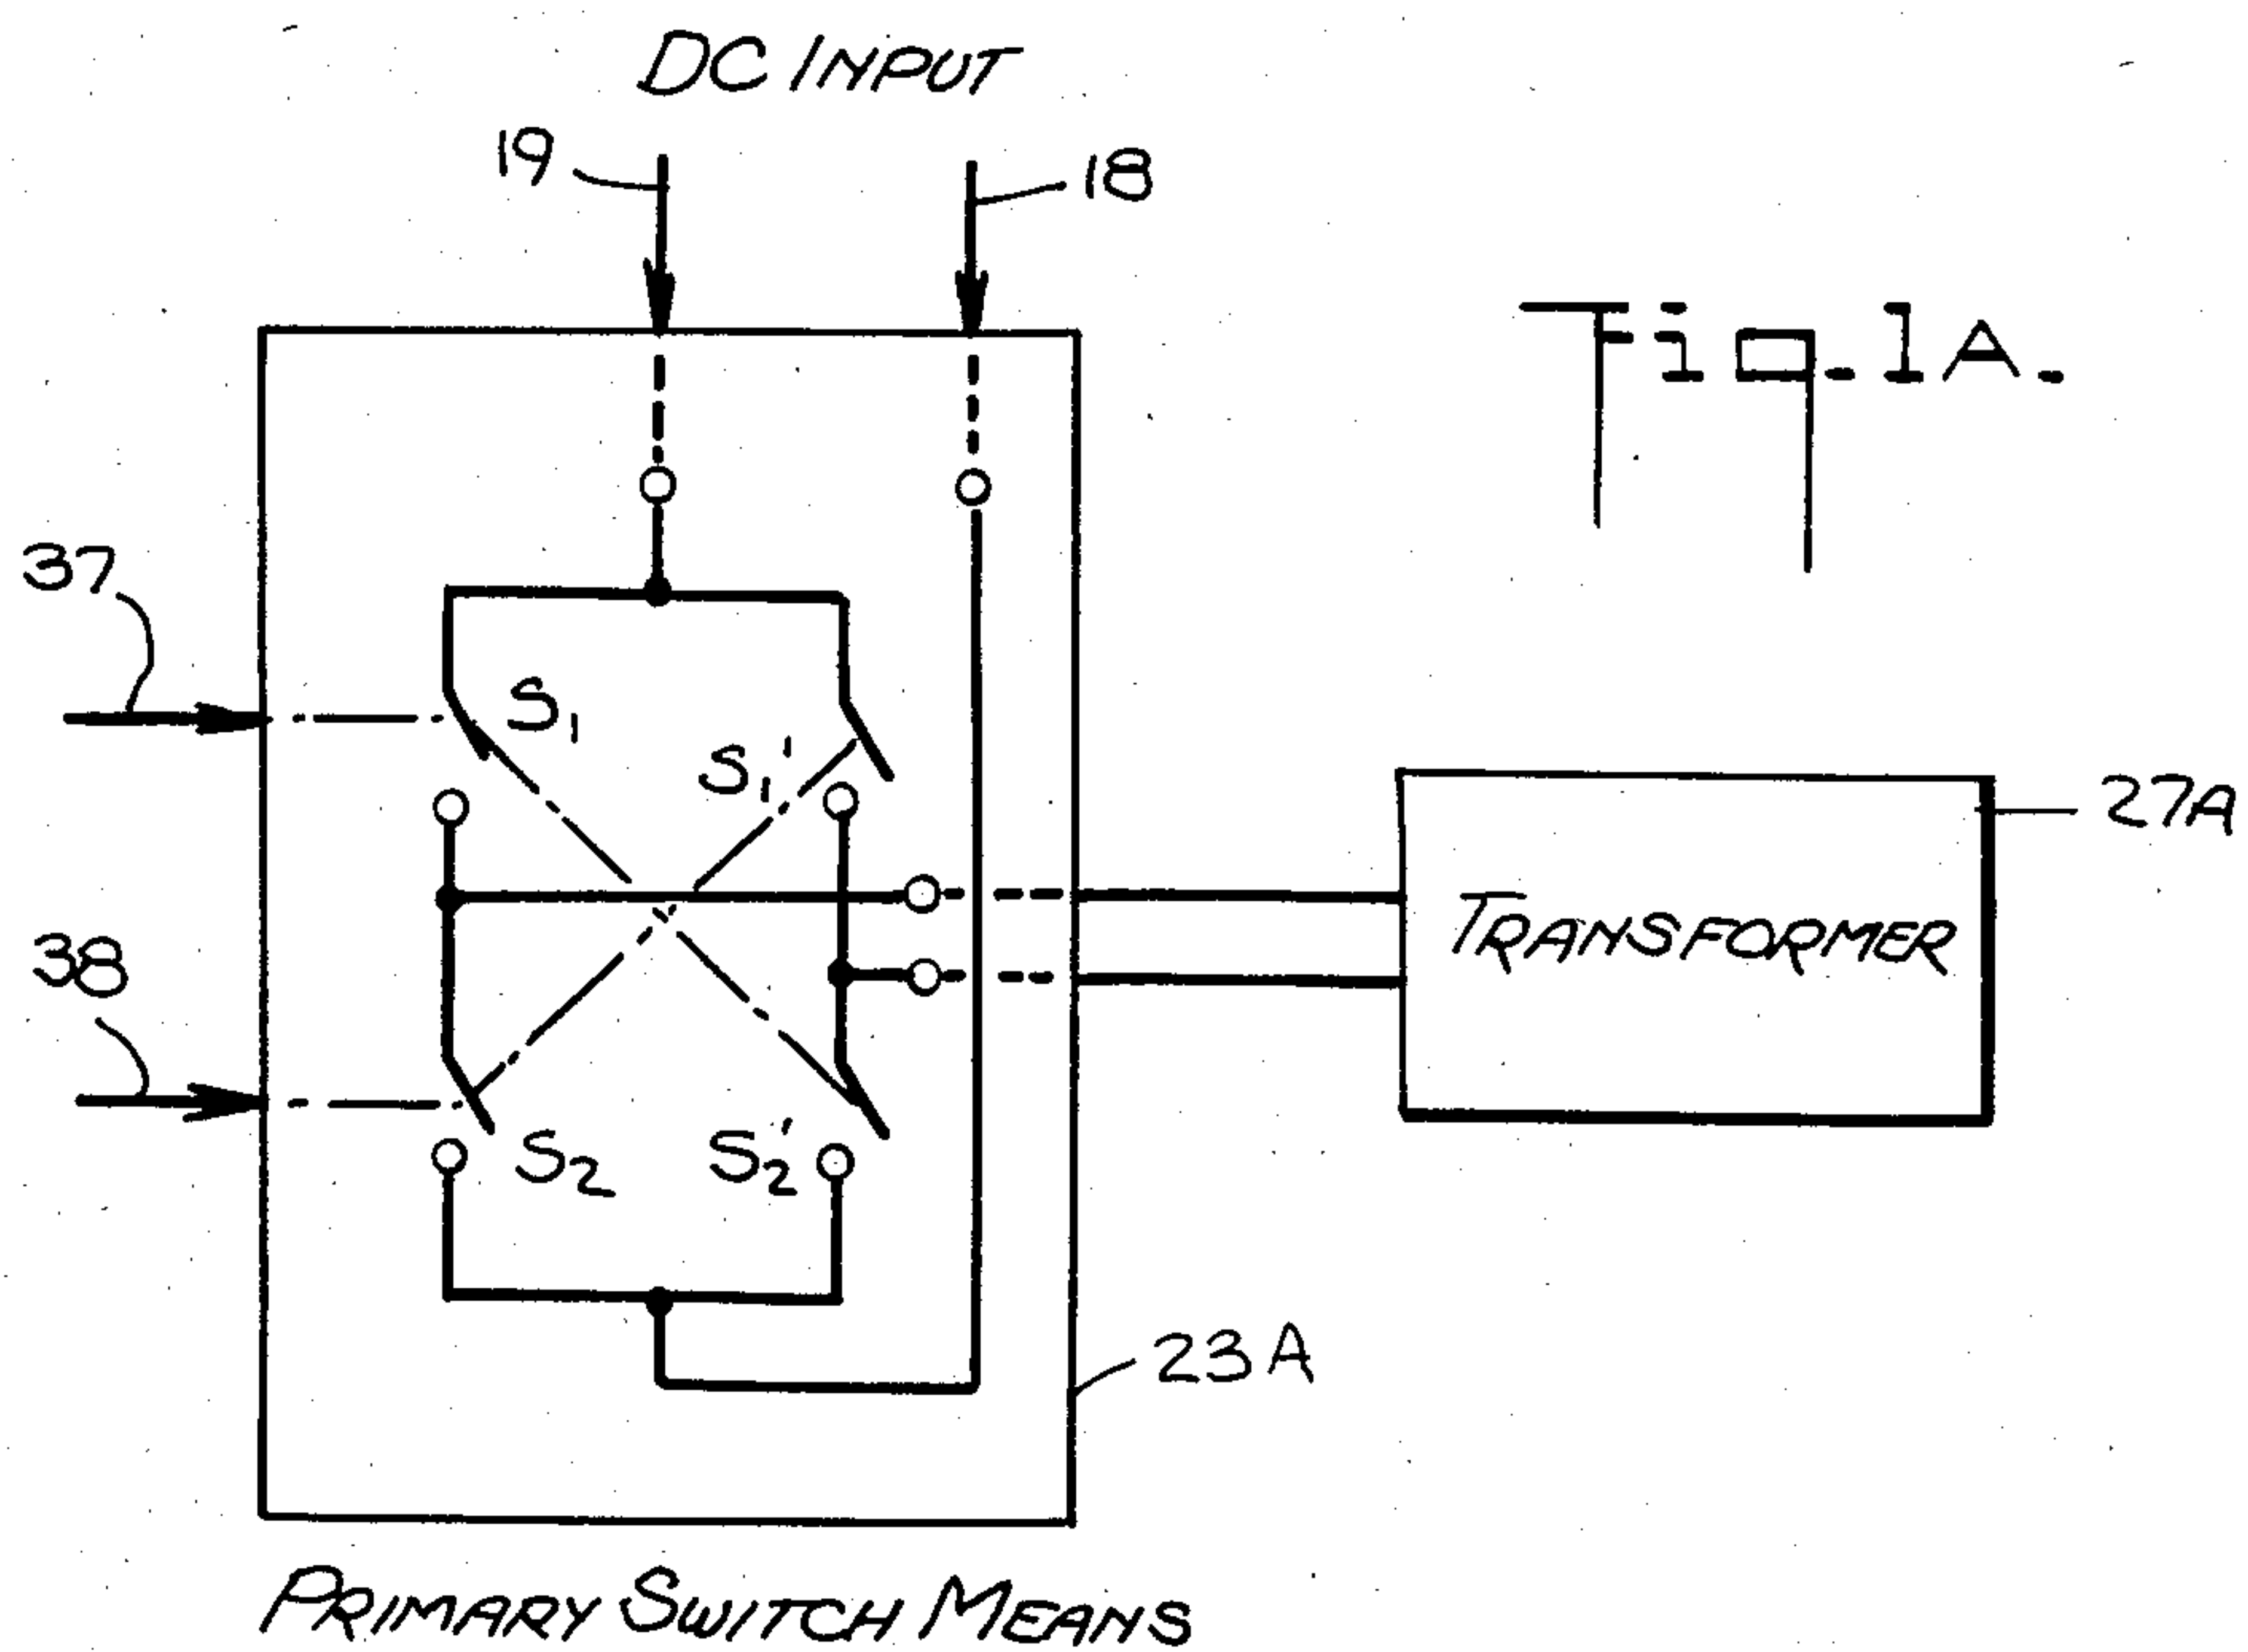 DC INPUT
19
18
Fig. 1A.
37
S1
S1'
27A
TRANSFORMER
38
S2
S2'
23A
PRIMARY SWITCH MEANS